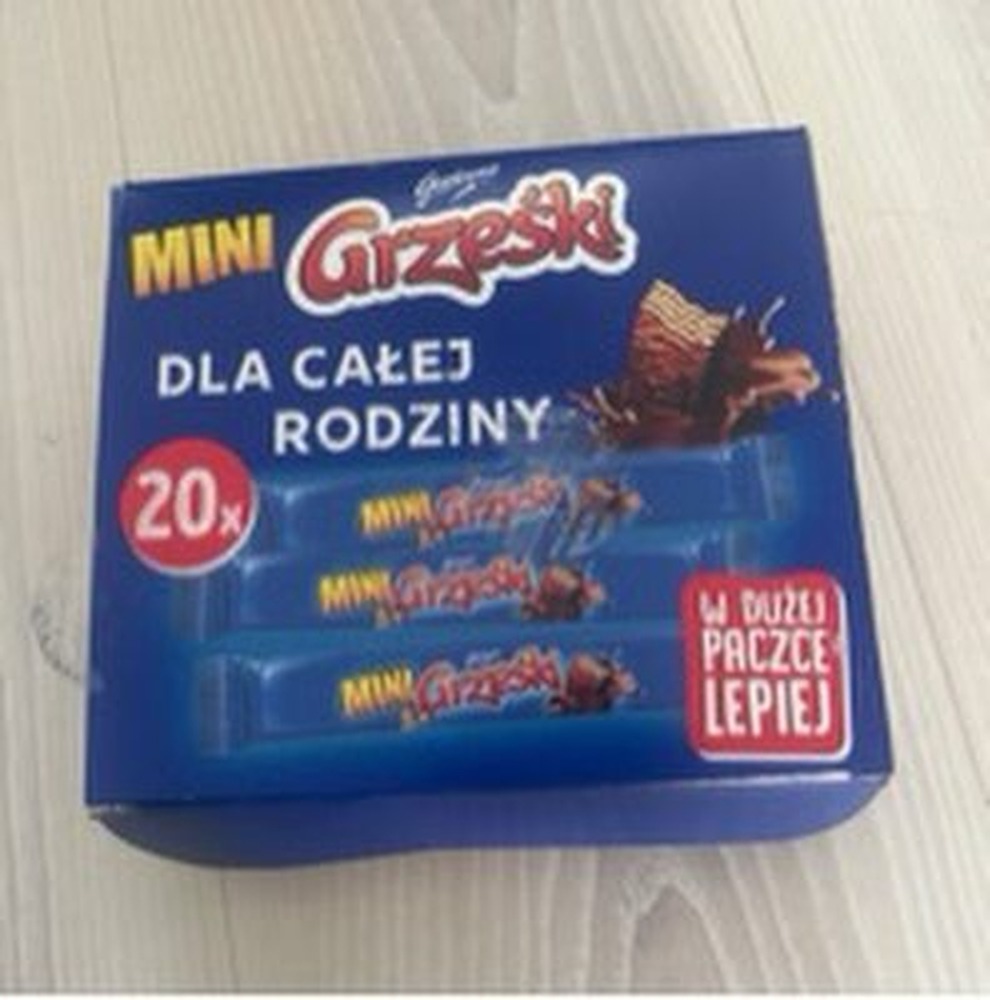 Goplana
MINI Grześki
DLA CAŁEJ
RODZINY
20x
MINI Grześki
MINI Grześki
MINI Grześki
W DUŻEJ
PACZCE
LEPIEJ